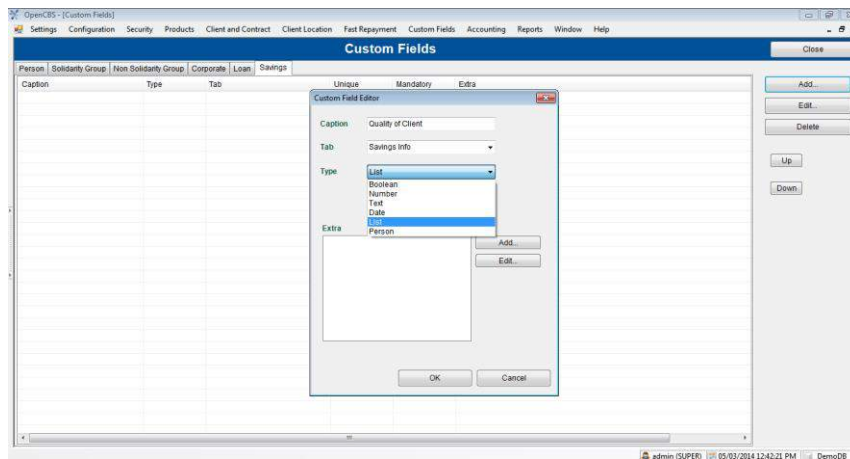 OpenCBS - [Custom Fields]
Settings Configuration Security Products Client and Contract Client Location Fast Repayment Custom Fields Accounting Reports Window Help
Custom Fields
Close
Person Solidarity Group Non Solidarity Group Corporate Loan Savings
Caption Type Tab Unique Mandatory Extra
Add...
Edit...
Delete
Up
Down
Custom Field Editor
Caption Quality of Client
Tab Savings Info
Type List
Boolean
Number
Text
Date
List
Person
Extra
Add...
Edit...
OK Cancel
admin (SUPER) 05/03/2014 12:42:21 PM DemoDB